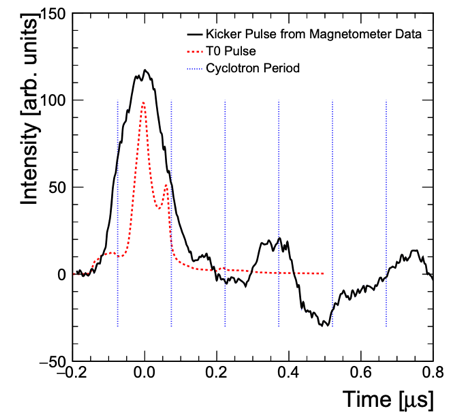 Intensity [arb. units]
150
100
50
0
−50
Kicker Pulse from Magnetometer Data
T0 Pulse
Cyclotron Period
−0.2
0.0
0.2
0.4
0.6
0.8
Time [μs]